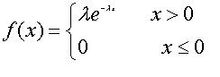 f(x) = { λe^{-λx}   x > 0
0   x ≤ 0